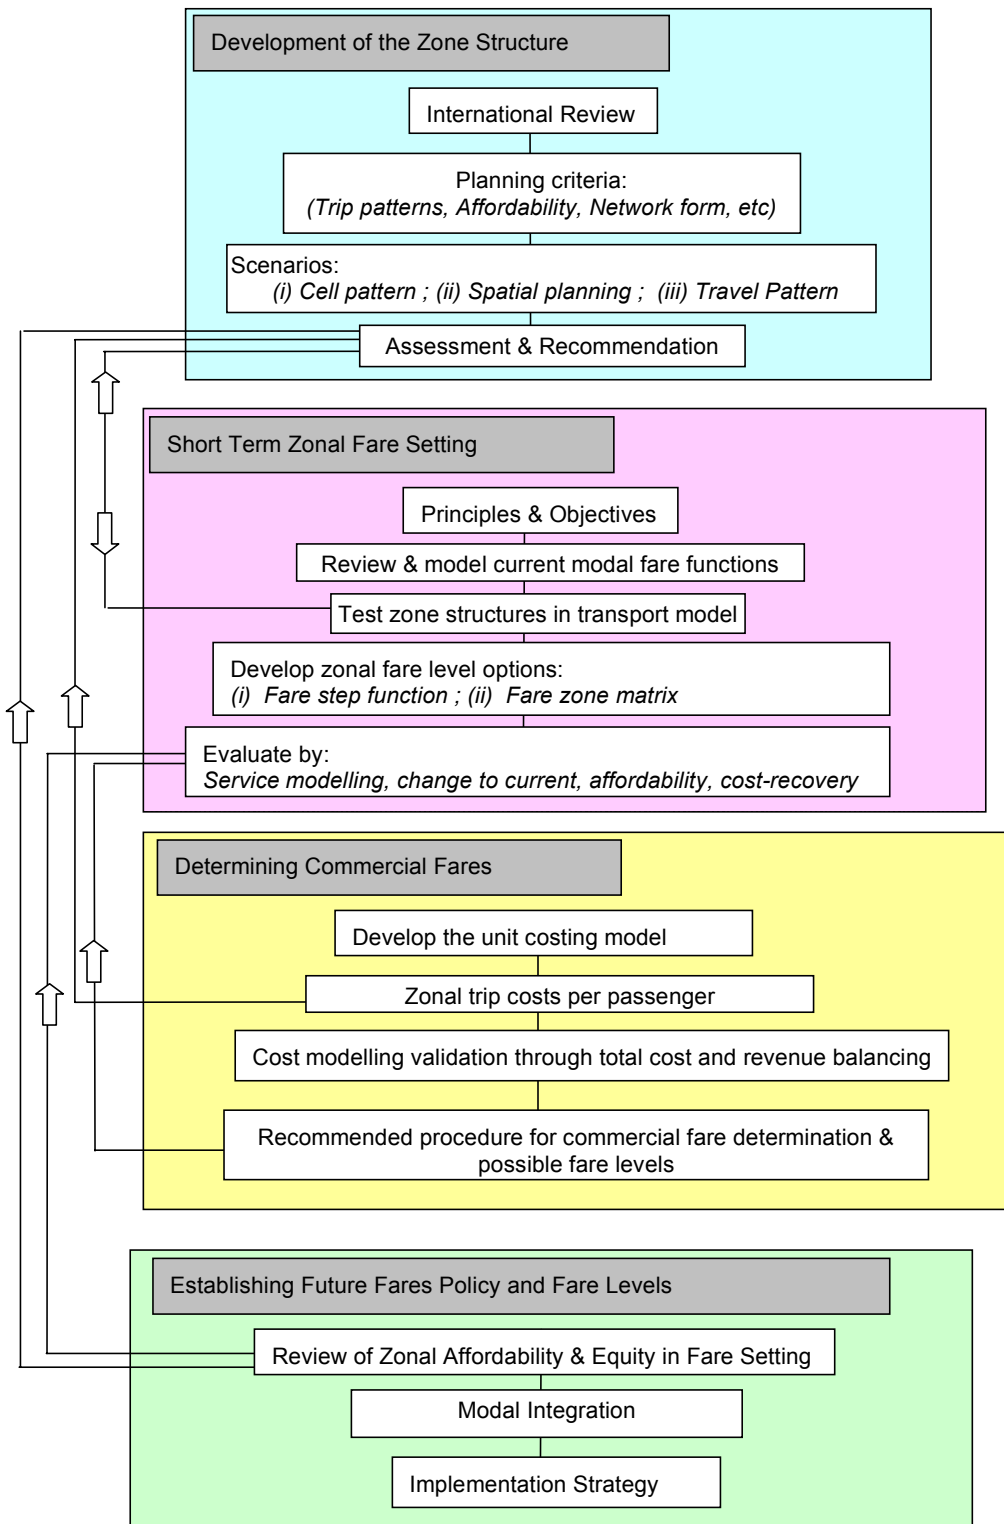 Development of the Zone Structure
International Review
Planning criteria:
(Trip patterns, Affordability, Network form, etc)
Scenarios:
(i) Cell pattern ; (ii) Spatial planning ; (iii) Travel Pattern
Assessment & Recommendation
Short Term Zonal Fare Setting
Principles & Objectives
Review & model current modal fare functions
Test zone structures in transport model
Develop zonal fare level options:
(i) Fare step function ; (ii) Fare zone matrix
Evaluate by:
Service modelling, change to current, affordability, cost-recovery
Determining Commercial Fares
Develop the unit costing model
Zonal trip costs per passenger
Cost modelling validation through total cost and revenue balancing
Recommended procedure for commercial fare determination &
possible fare levels
Establishing Future Fares Policy and Fare Levels
Review of Zonal Affordability & Equity in Fare Setting
Modal Integration
Implementation Strategy